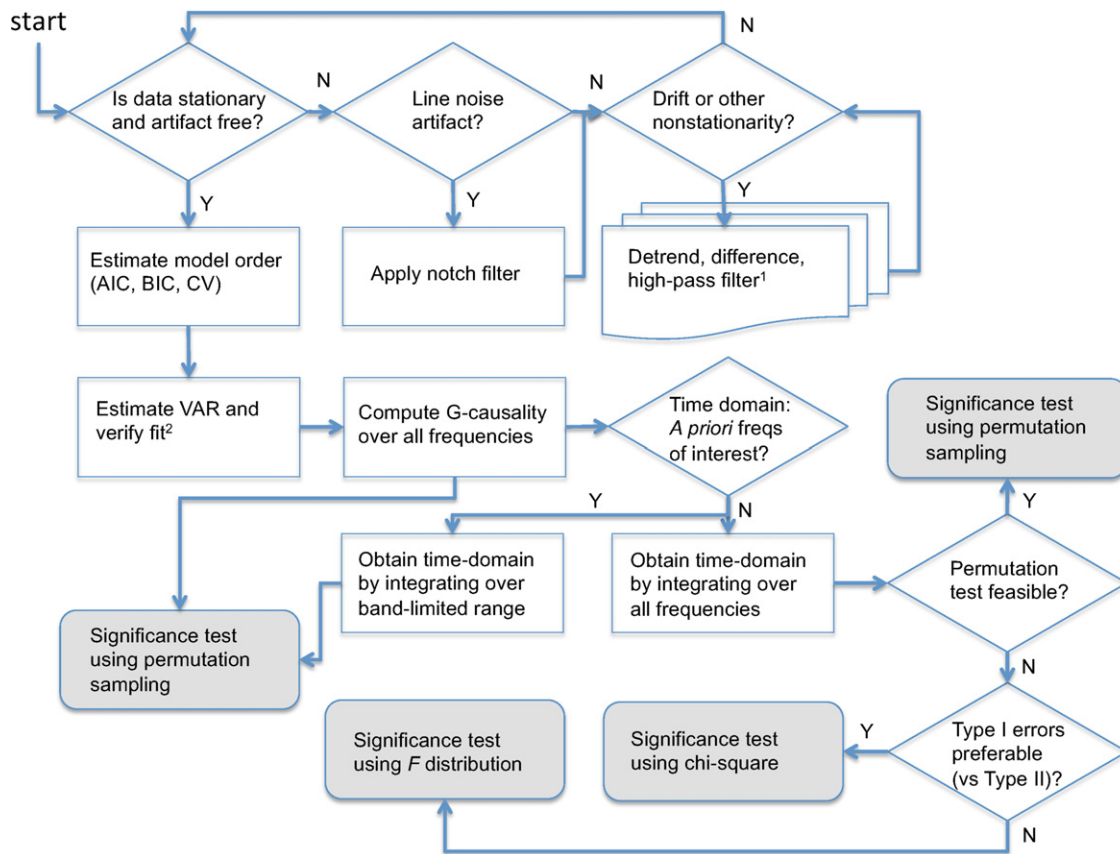 start
N
Is data stationary
and artifact free?
N
Line noise
artifact?
N
Drift or other
nonstationarity?
Y
Y
Y
Estimate model order
(AIC, BIC, CV)
Apply notch filter
Detrend, difference,
high-pass filter¹
Estimate VAR and
verify fit²
Compute G-causality
over all frequencies
Time domain:
A priori freqs
of interest?
Significance test
using permutation
sampling
Y
N
Y
Obtain time-domain
by integrating over
band-limited range
Obtain time-domain
by integrating over
all frequencies
Permutation
test feasible?
Significance test
using permutation
sampling
N
Significance test
using F distribution
Significance test
using chi-square
Y
Type I errors
preferable
(vs Type II)?
N